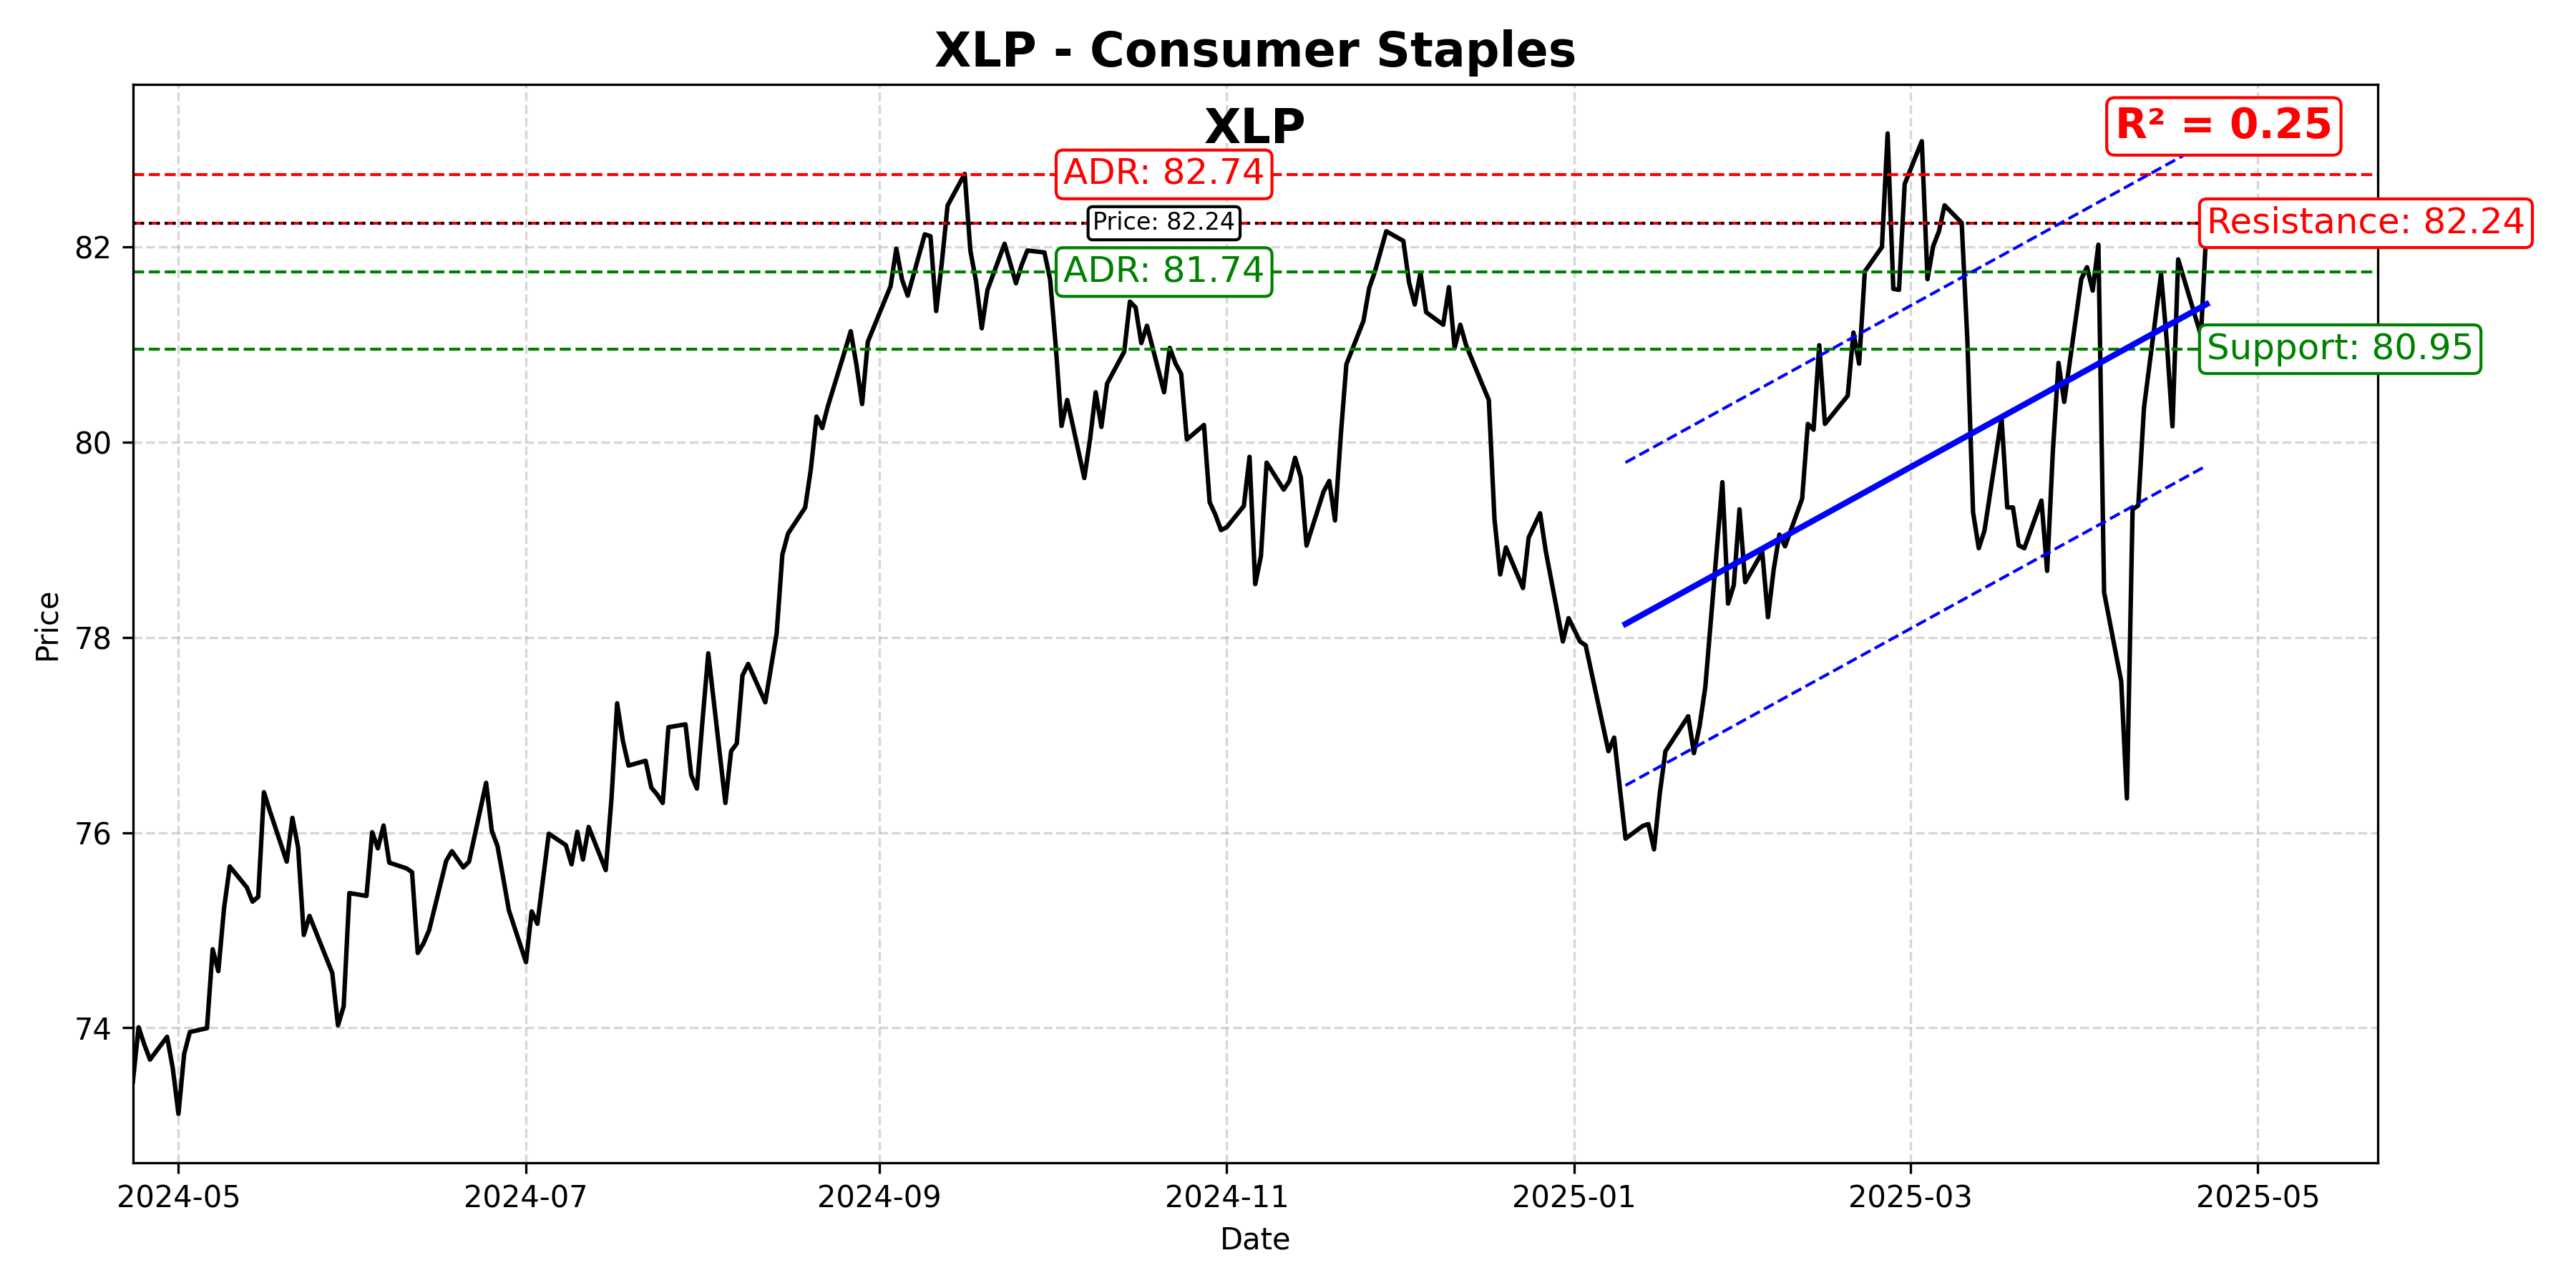 XLP - Consumer Staples
XLP
R² = 0.25
ADR: 82.74
Price: 82.24
Resistance: 82.24
ADR: 81.74
Support: 80.95
82
80
78
76
74
Price
2024-05
2024-07
2024-09
2024-11
2025-01
2025-03
2025-05
Date